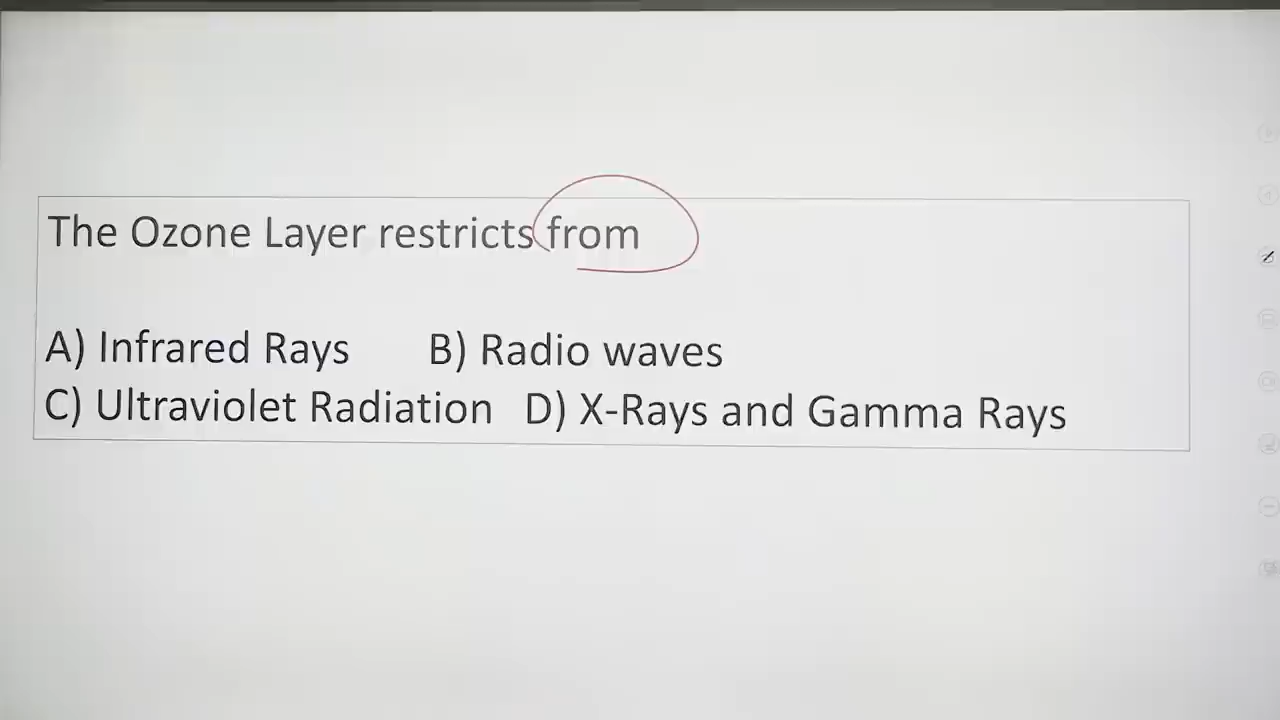 The Ozone Layer restricts from
A) Infrared Rays B) Radio waves
C) Ultraviolet Radiation D) X-Rays and Gamma Rays